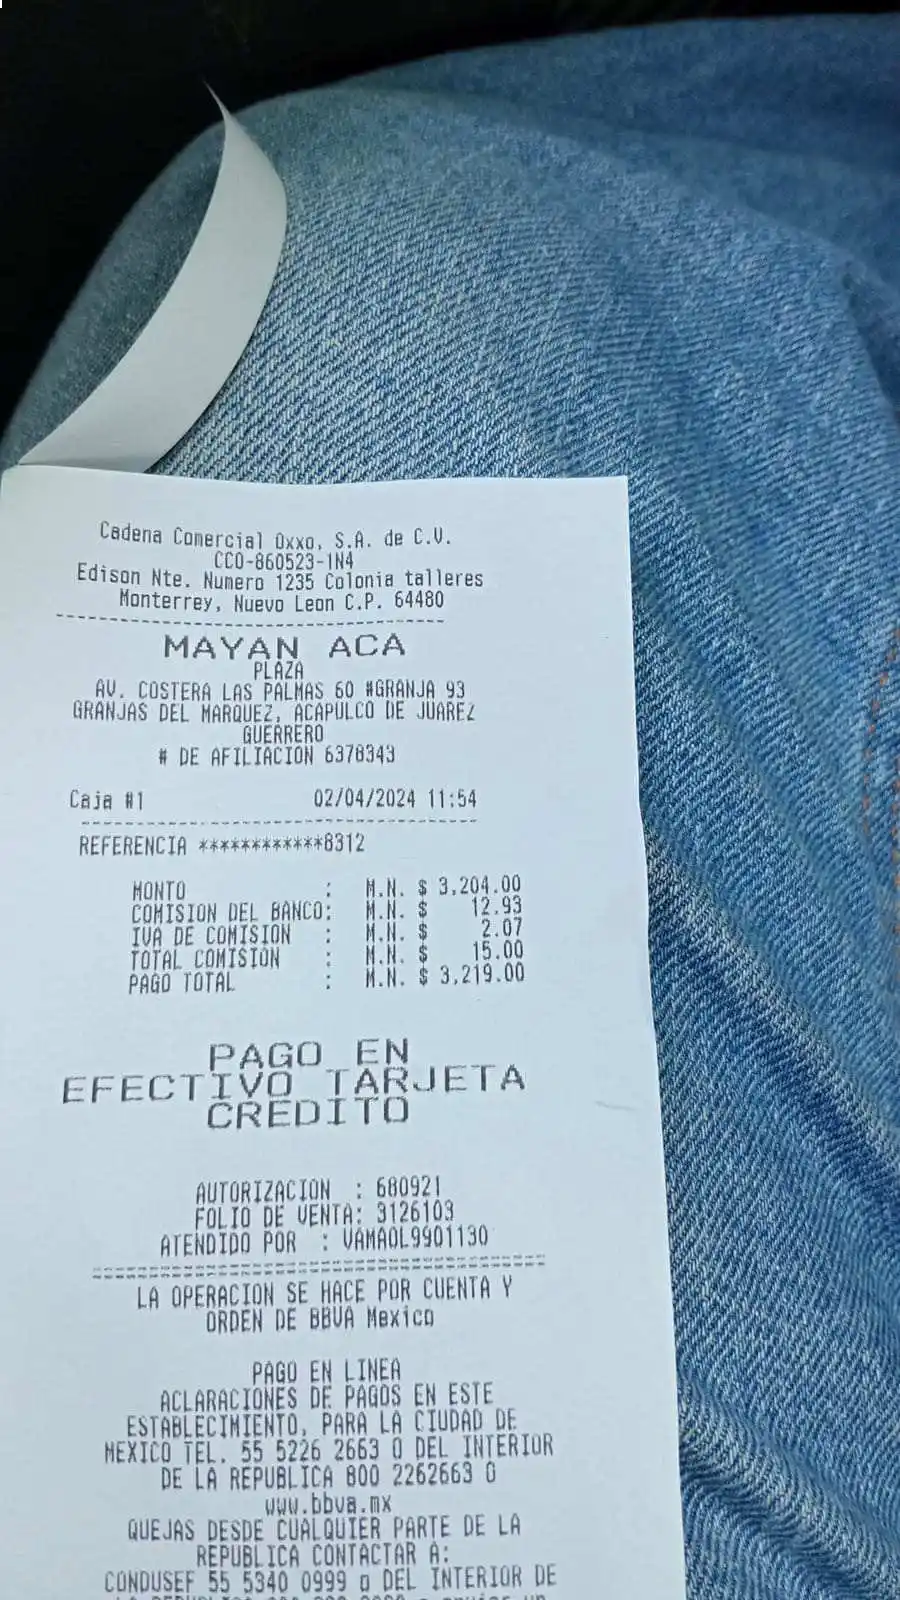 Cadena Comercial Oxxo, S.A. de C.V.
CCO-860523-1N4
Edison Nte. Numero 1235 Colonia talleres
Monterrey, Nuevo Leon C.P. 64480
MAYAN ACA
PLAZA
AV. COSTERA LAS PALMAS 60 #GRANJA 93
GRANJAS DEL MARQUEZ, ACAPULCO DE JUAREZ
GUERRERO
# DE AFILIACION 6378343
Caja #1 02/04/2024 11:54
REFERENCIA ************8312
MONTO : M.N. $ 3,204.00
COMISION DEL BANCO: M.N. $ 12.93
IVA DE COMISION : M.N. $ 2.07
TOTAL COMISION : M.N. $ 15.00
PAGO TOTAL : M.N. $ 3,219.00
PAGO EN
EFECTIVO TARJETA
CREDITO
AUTORIZACION : 680921
FOLIO DE VENTA: 3126103
ATENDIDO POR : VAMAOL9901130
LA OPERACION SE HACE POR CUENTA Y
ORDEN DE BBVA Mexico
PAGO EN LINEA
ACLARACIONES DE PAGOS EN ESTE
ESTABLECIMIENTO, PARA LA CIUDAD DE
MEXICO TEL. 55 5226 2663 O DEL INTERIOR
DE LA REPUBLICA 800 2262663 O
www.bbva.mx
QUEJAS DESDE CUALQUIER PARTE DE LA
REPUBLICA CONTACTAR A:
CONDUSEF 55 5340 0999 o DEL INTERIOR DE